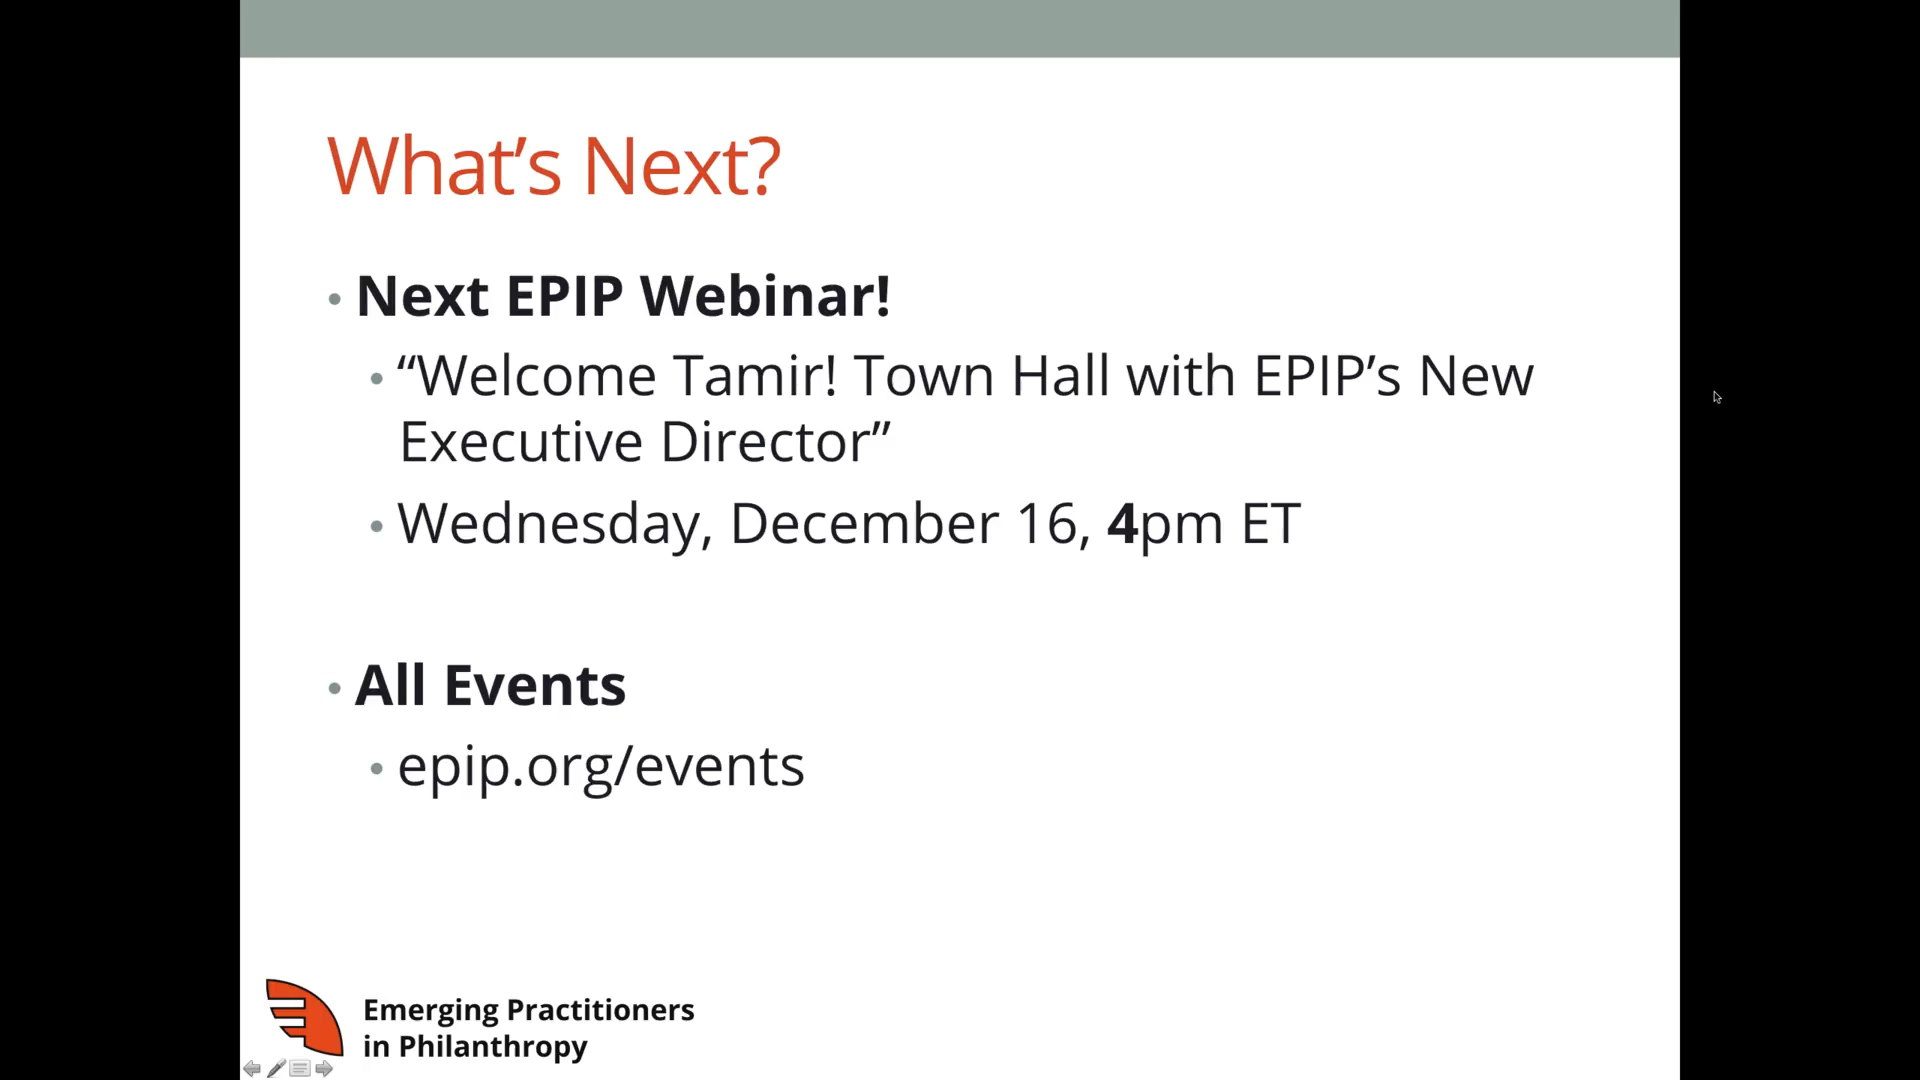 What’s Next?
• Next EPIP Webinar!
• “Welcome Tamir! Town Hall with EPIP’s New
Executive Director”
• Wednesday, December 16, 4pm ET
• All Events
• epip.org/events
Emerging Practitioners
in Philanthropy